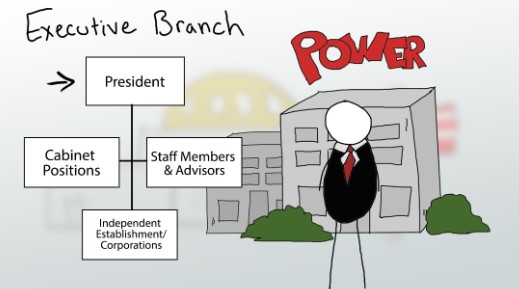 Executive Branch
POWER
President
Cabinet
Positions
Staff Members
& Advisors
Independent
Establishment/
Corporations